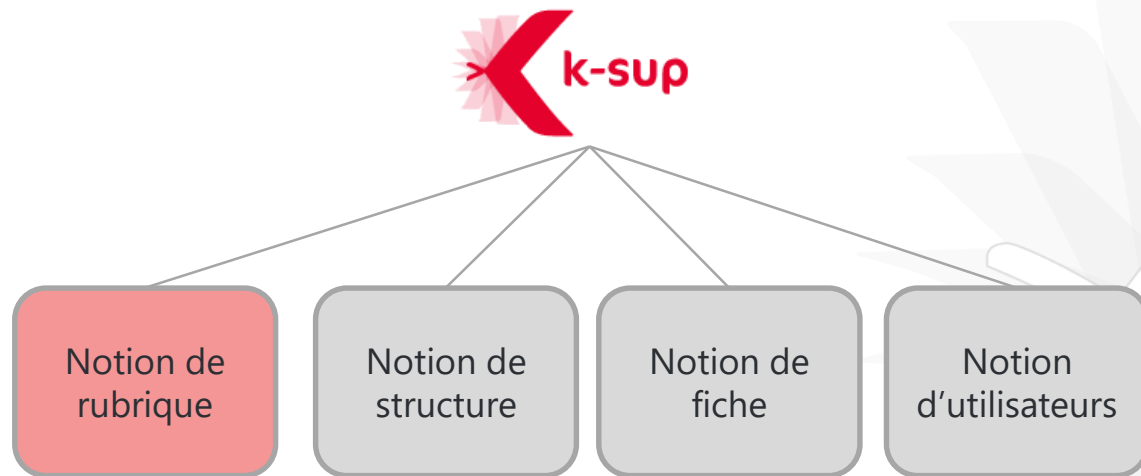 k-sup
Notion de
rubrique
Notion de
structure
Notion de
fiche
Notion
d’utilisateurs